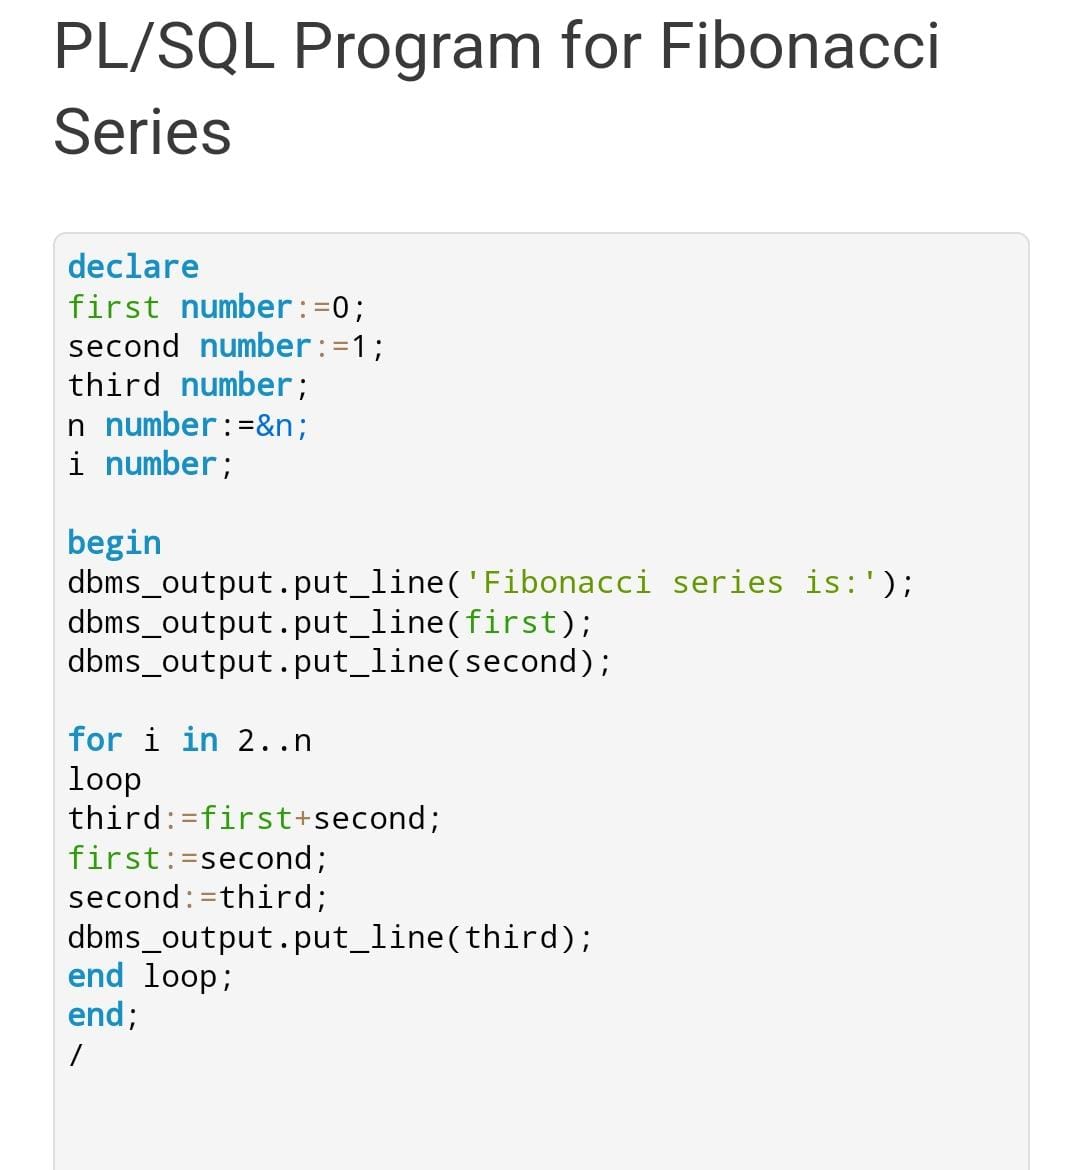 PL/SQL Program for Fibonacci
Series
declare
first number:=0;
second number:=1;
third number;
n number:=&n;
i number;
begin
dbms_output.put_line('Fibonacci series is:');
dbms_output.put_line(first);
dbms_output.put_line(second);
for i in 2..n
loop
third:=first+second;
first:=second;
second:=third;
dbms_output.put_line(third);
end loop;
end;
/